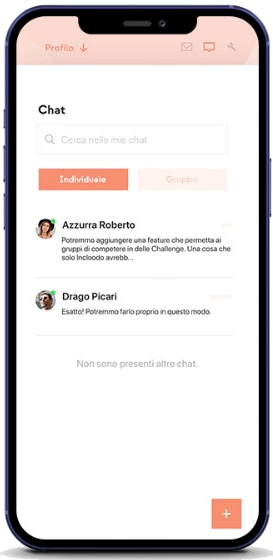 Profilo
Chat
Cerca nelle mie chat
Individuale Gruppo
Azzurra Roberto
Potremmo aggiungere una feature che permetta ai
gruppi di competere in delle Challenge. Una cosa che
solo Incloodo avrebb...
Drago Picari
Esatto! Potremmo farlo proprio in questo modo.
Non sono presenti altre chat.
+